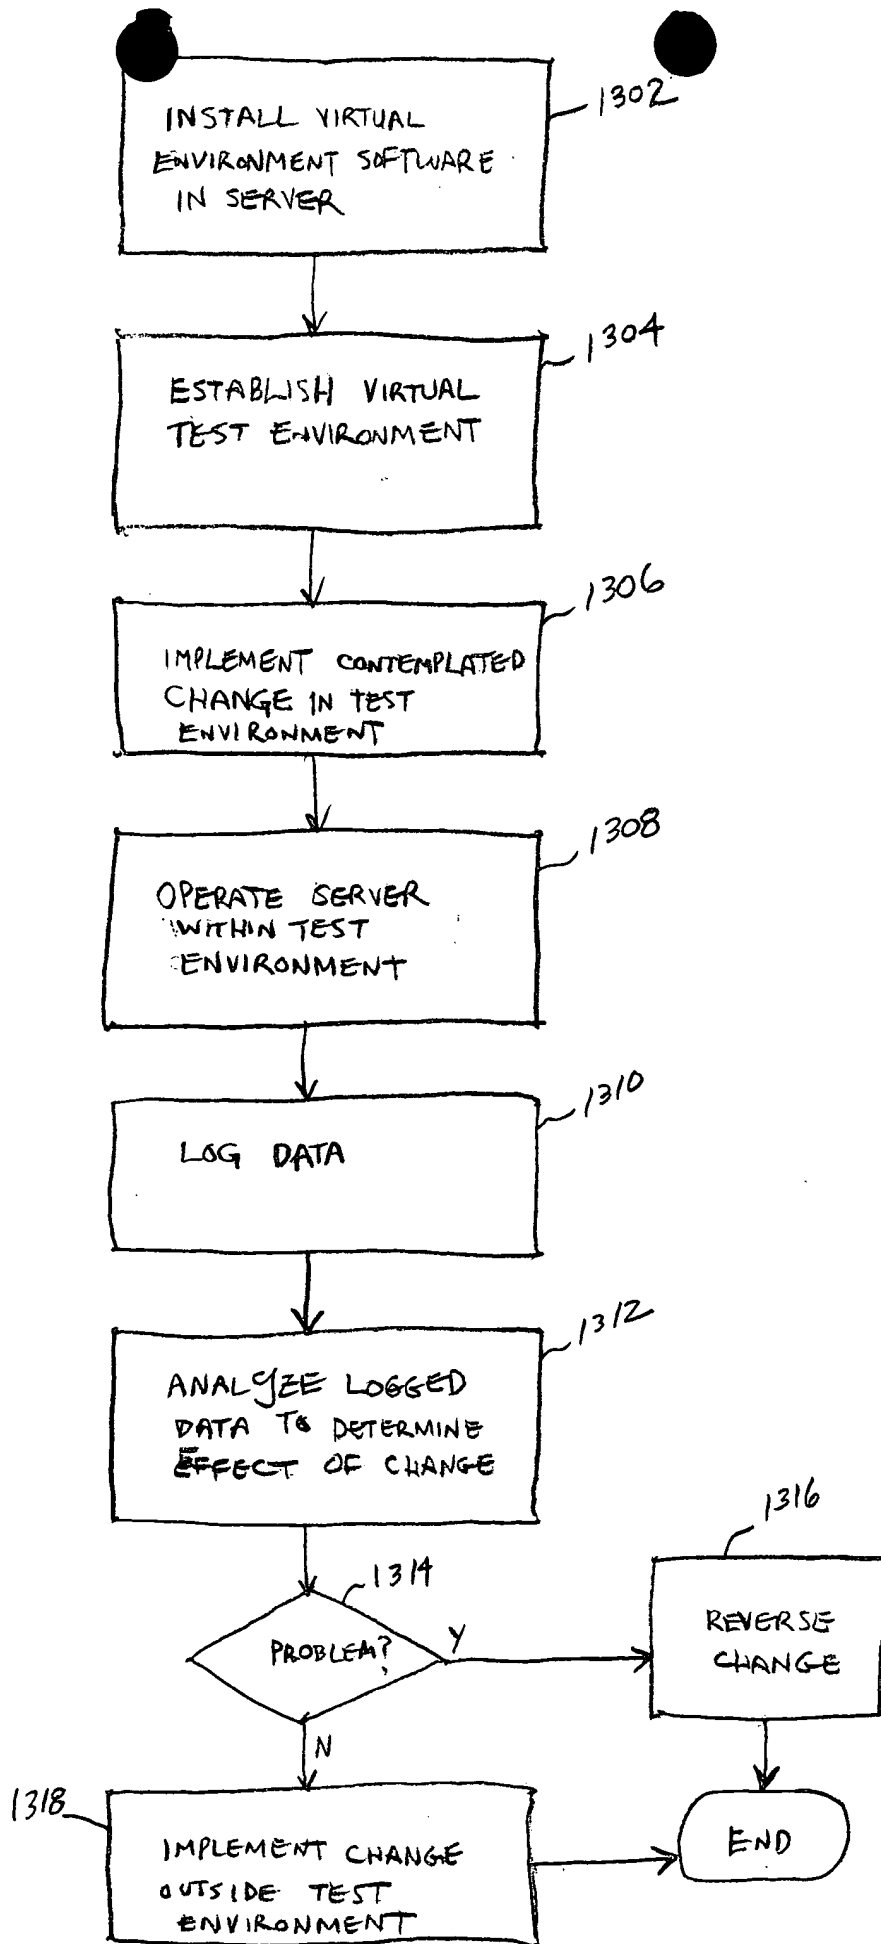 1302
INSTALL VIRTUAL
ENVIRONMENT SOFTWARE
IN SERVER
1304
ESTABLISH VIRTUAL
TEST ENVIRONMENT
1306
IMPLEMENT CONTEMPLATED
CHANGE IN TEST
ENVIRONMENT
1308
OPERATE SERVER
WITHIN TEST
ENVIRONMENT
1310
LOG DATA
1312
ANALYZE LOGGED
DATA TO DETERMINE
EFFECT OF CHANGE
1314
PROBLEM?
Y
1316
REVERSE
CHANGE
N
1318
IMPLEMENT CHANGE
OUTSIDE TEST
ENVIRONMENT
END